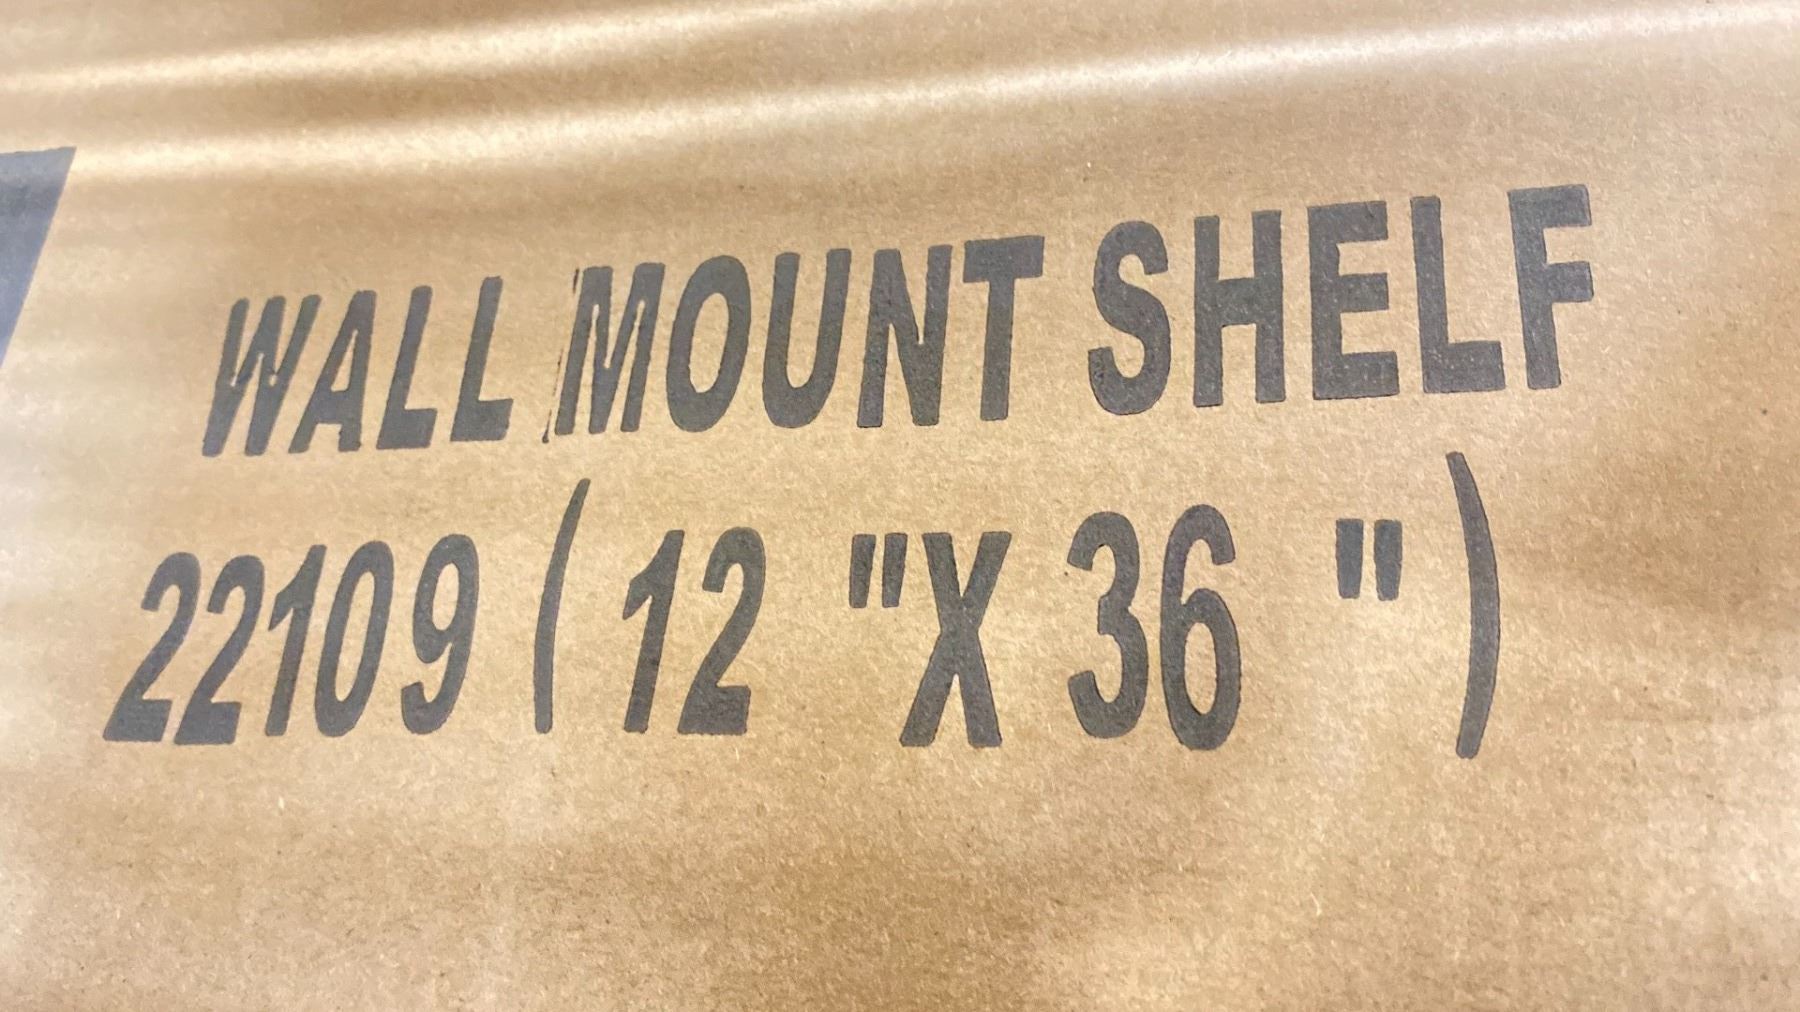 WALL MOUNT SHELF
22109 ( 12 "X 36 " )